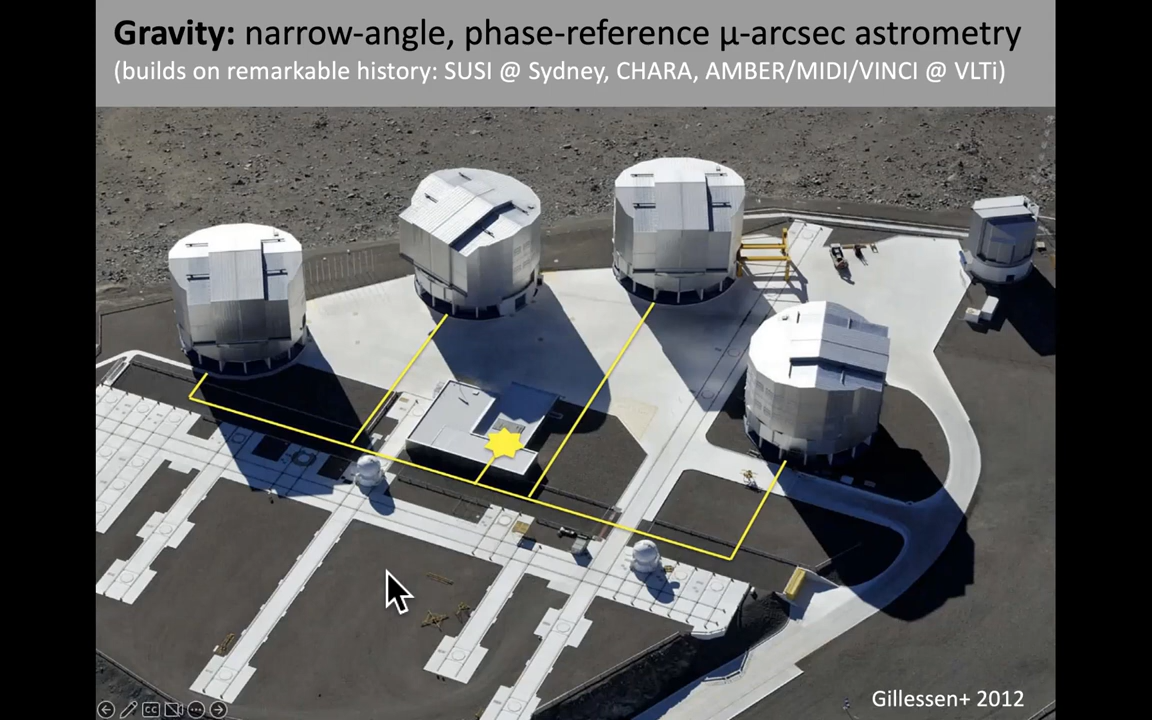 Gravity: narrow-angle, phase-reference µ-arcsec astrometry
(builds on remarkable history: SUSI @ Sydney, CHARA, AMBER/MIDI/VINCI @ VLTi)
Gillessen+ 2012
CC